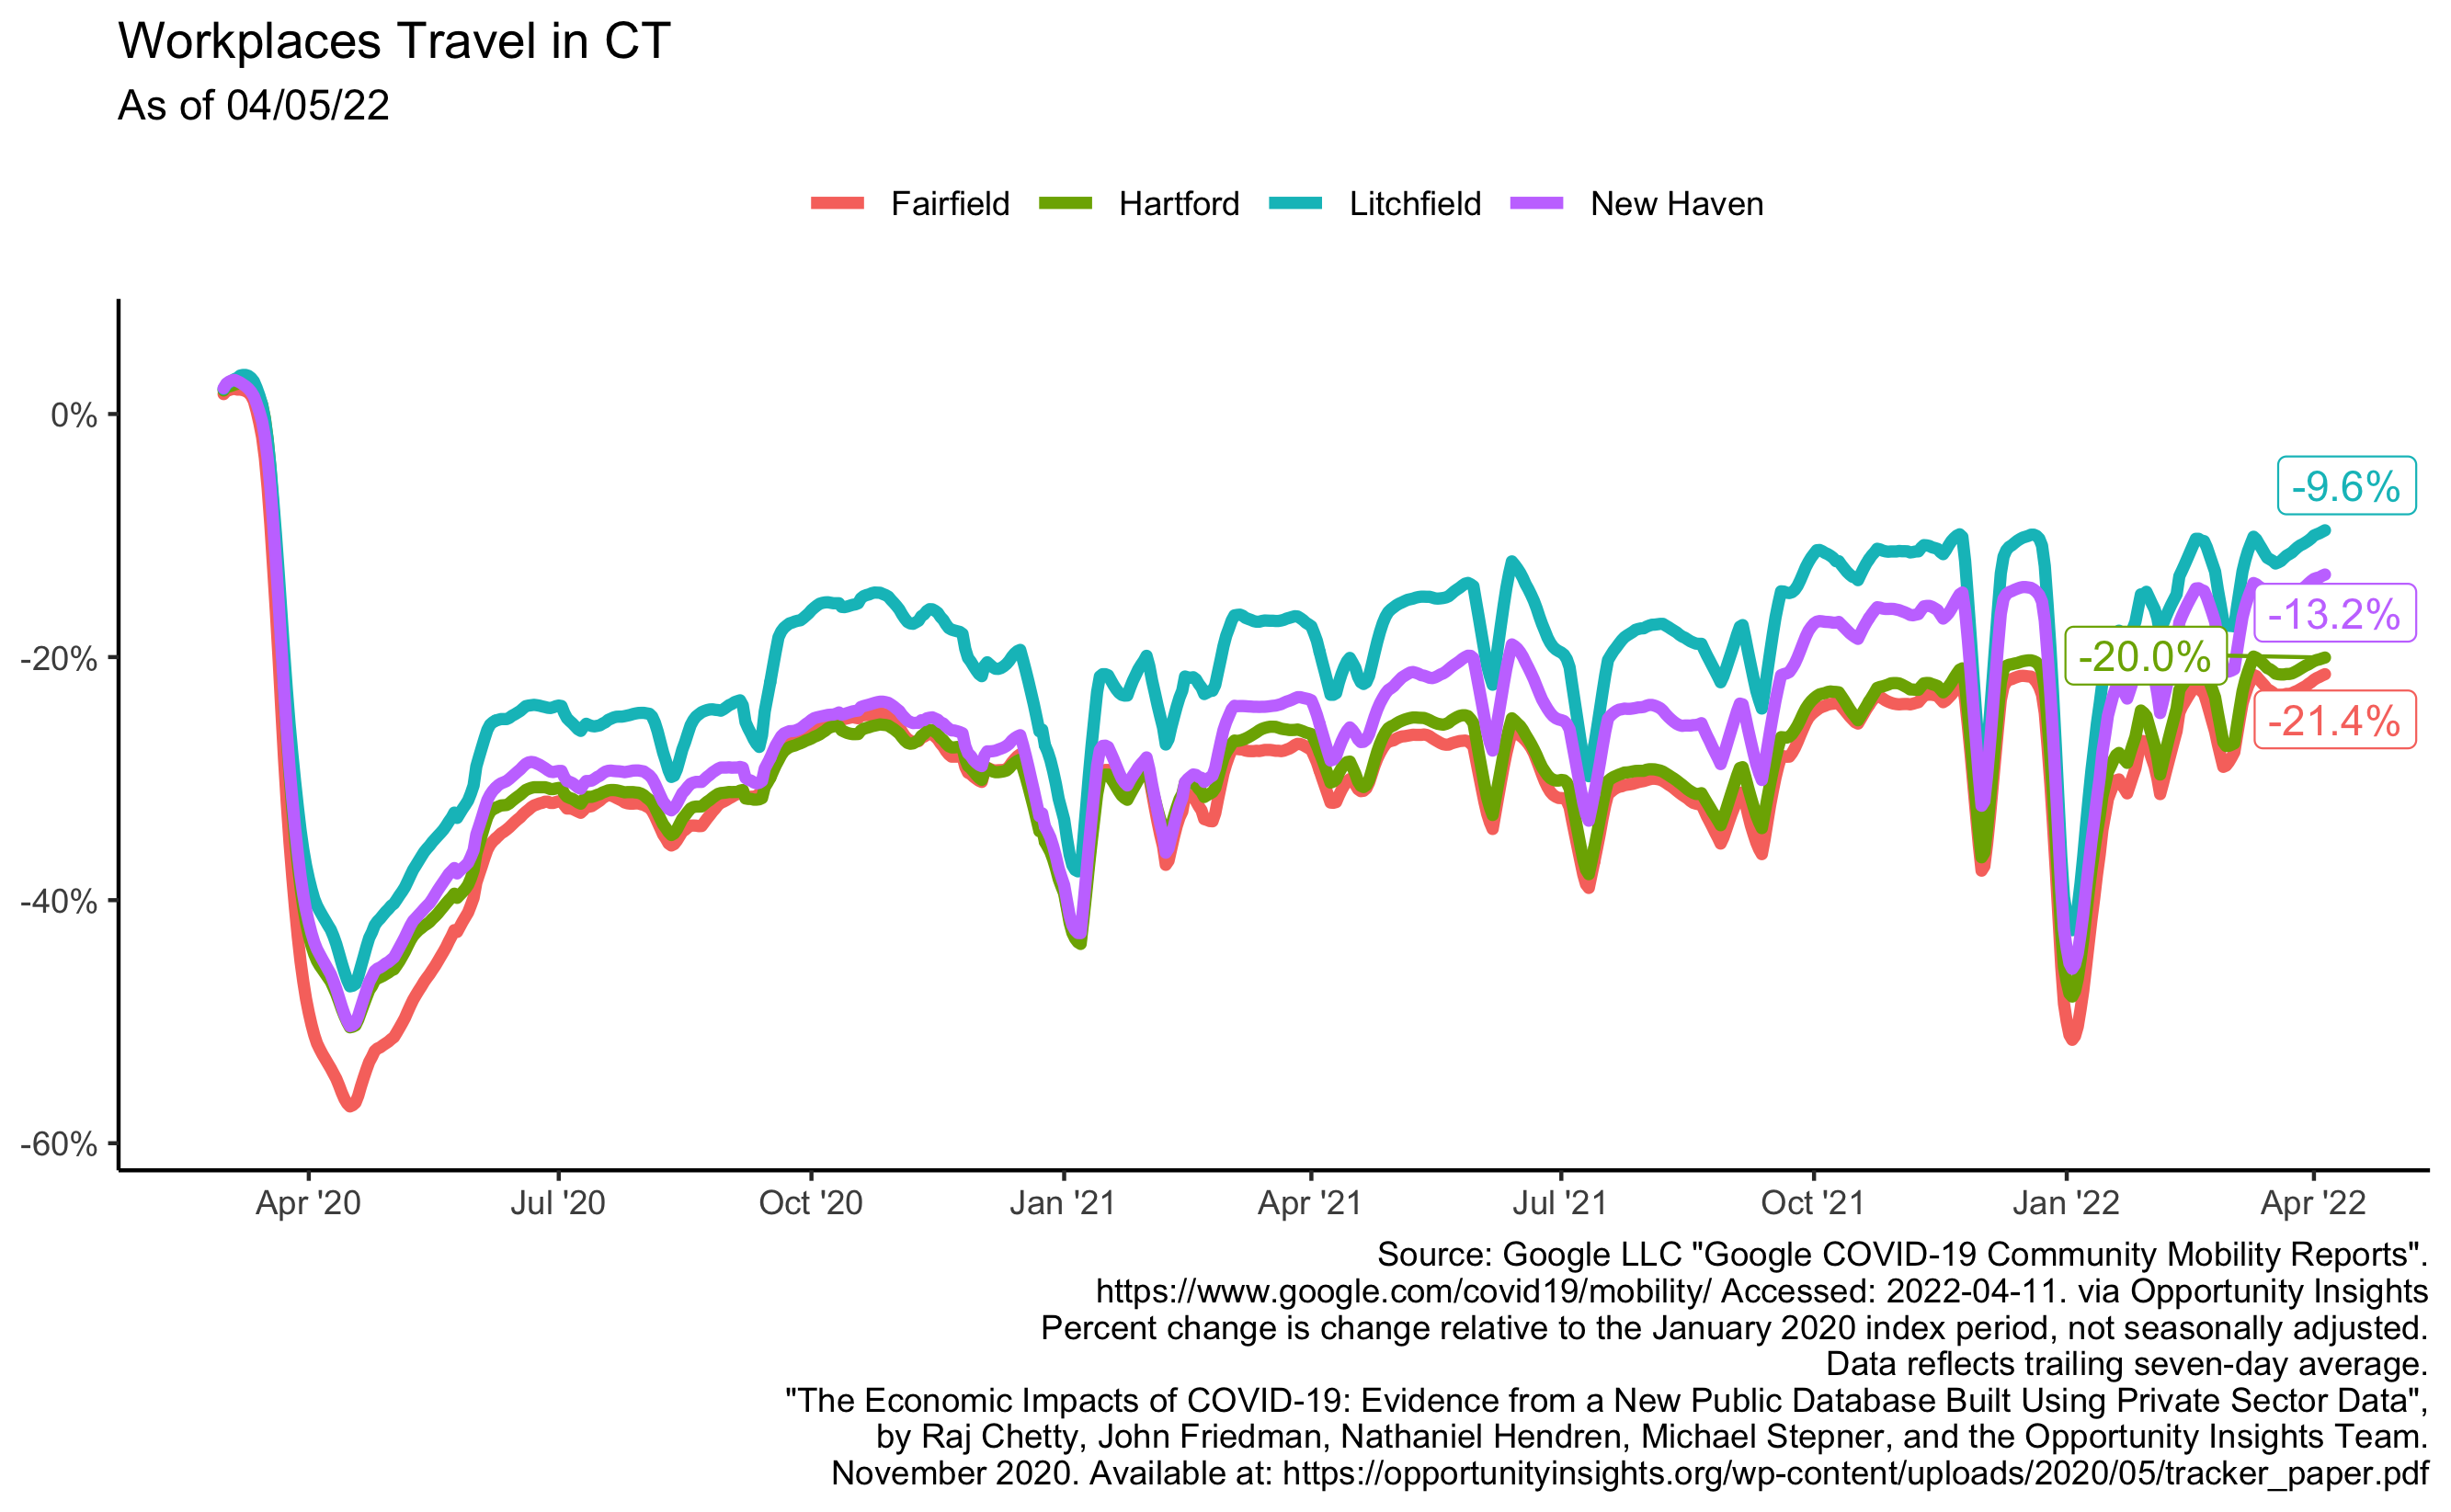 Workplaces Travel in CT
As of 04/05/22
Fairfield Hartford Litchfield New Haven
0%
-20%
-40%
-60%
-9.6%
-13.2%
-20.0%
-21.4%
Apr '20 Jul '20 Oct '20 Jan '21 Apr '21 Jul '21 Oct '21 Jan '22 Apr '22
Source: Google LLC "Google COVID-19 Community Mobility Reports".
https://www.google.com/covid19/mobility/ Accessed: 2022-04-11. via Opportunity Insights
Percent change is change relative to the January 2020 index period, not seasonally adjusted.
Data reflects trailing seven-day average.
"The Economic Impacts of COVID-19: Evidence from a New Public Database Built Using Private Sector Data",
by Raj Chetty, John Friedman, Nathaniel Hendren, Michael Stepner, and the Opportunity Insights Team.
November 2020. Available at: https://opportunityinsights.org/wp-content/uploads/2020/05/tracker_paper.pdf